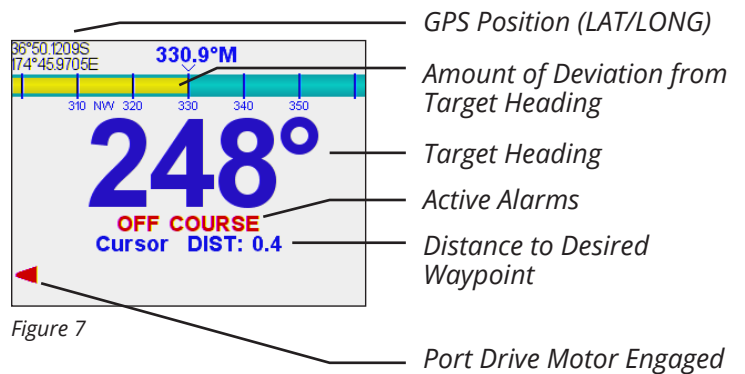 GPS Position (LAT/LONG)
36°50.1209S
174°45.9705E
330.9°M
Amount of Deviation from
Target Heading
310 NW 320 330 340 350
248°
Target Heading
OFF COURSE
Active Alarms
Cursor DIST: 0.4
Distance to Desired
Waypoint
Figure 7
Port Drive Motor Engaged